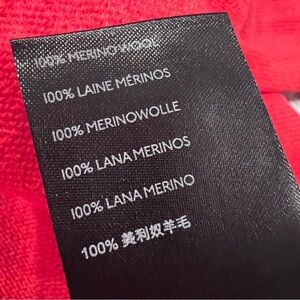 100% MERINO WOOL
100% LAINE MÉRINOS
100% MERINOWOLLE
100% LANA MERINOS
100% LANA MERINO
100% 美利奴羊毛